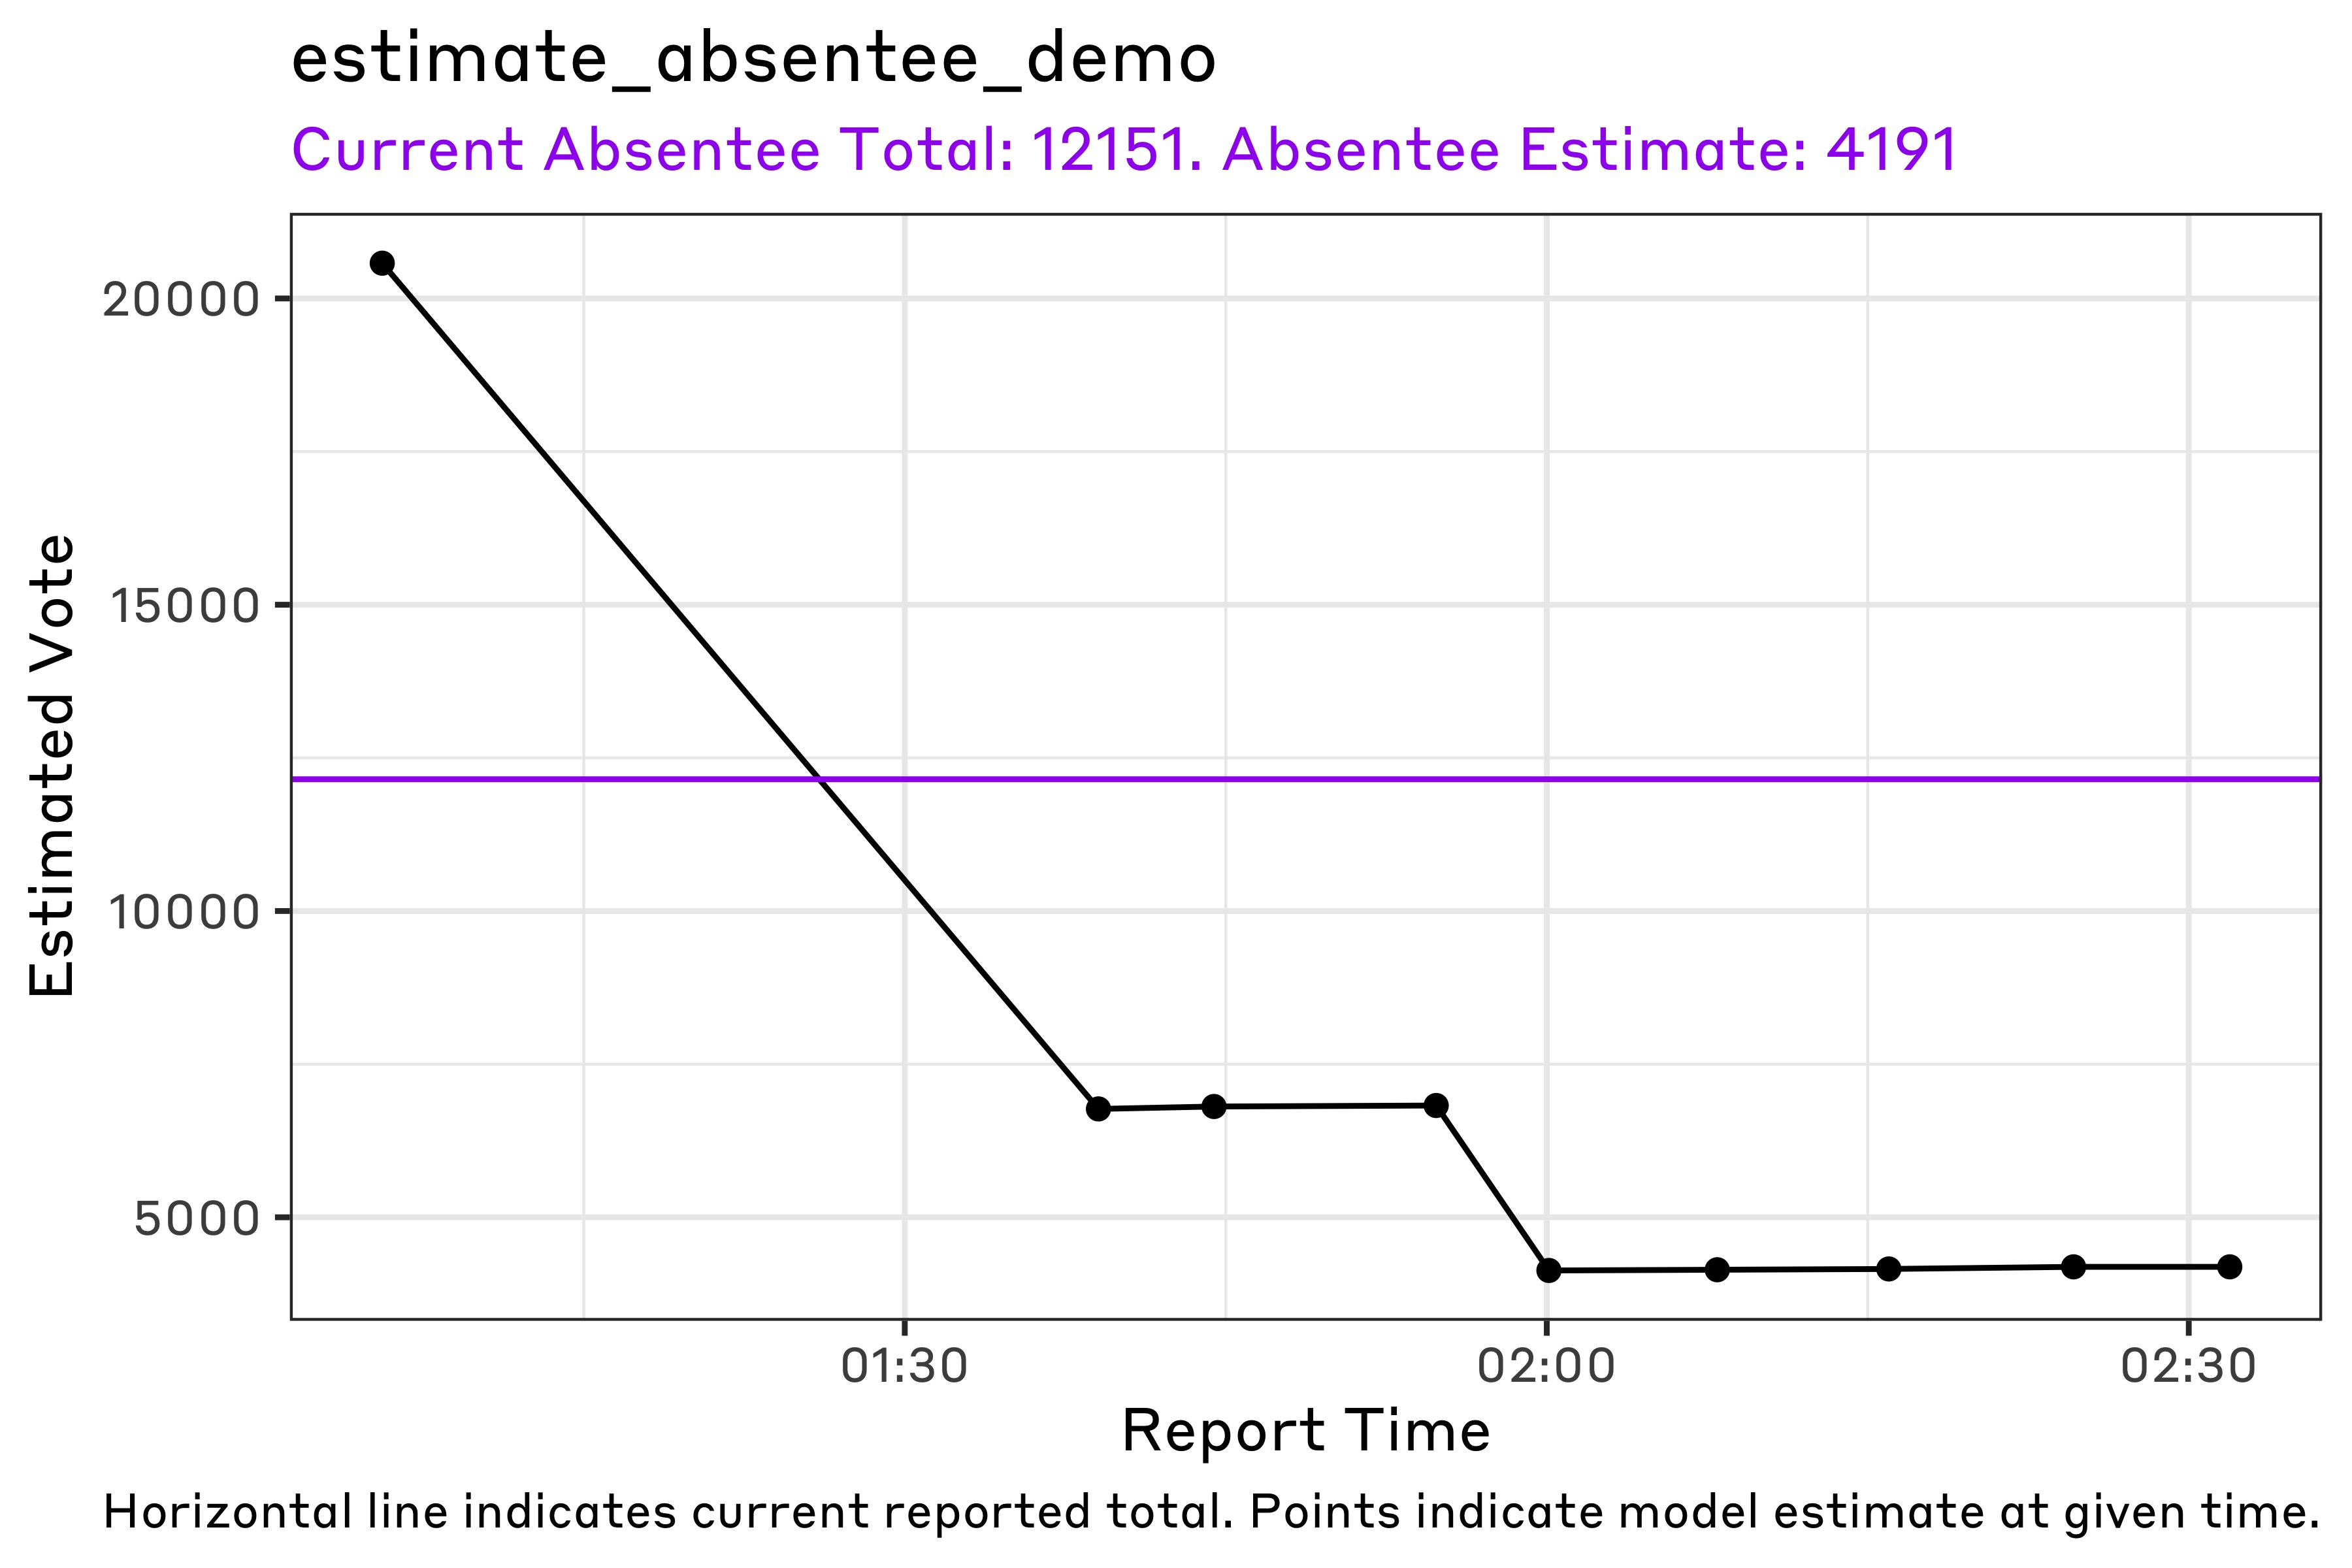 estimate_absentee_demo
Current Absentee Total: 12151. Absentee Estimate: 4191
Estimated Vote
20000
15000
10000
5000
01:30 02:00 02:30
Report Time
Horizontal line indicates current reported total. Points indicate model estimate at given time.